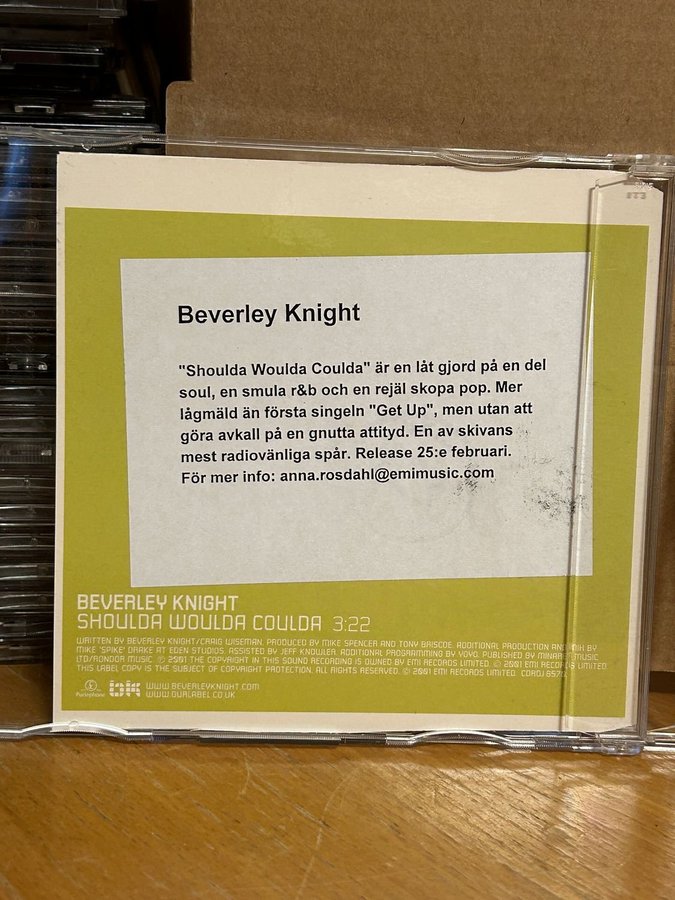 Beverley Knight
"Shoulda Woulda Coulda" är en låt gjord på en del
soul, en smula r&b och en rejäl skopa pop. Mer
lågmäld än första singeln "Get Up", men utan att
göra avkall på en gnutta attityd. En av skivans
mest radiovänliga spår. Release 25:e februari.
För mer info: anna.rosdahl@emimusic.com
BEVERLEY KNIGHT
SHOULDA WOULDA COULDA 3:22
WRITTEN BY BEVERLEY KNIGHT/CRAIG WISEMAN. PRODUCED BY MIKE SPENCER AND TONY BRISCOE. ADDITIONAL PRODUCTION AND MIX BY
MIKE 'SPIKE' DRAKE AT EDEN STUDIOS. ASSISTED BY JEFF KNOWLER. ADDITIONAL PROGRAMMING BY YOYO. PUBLISHED BY MINARET MUSIC
LTD/RONDOR MUSIC ℗ 2001 THE COPYRIGHT IN THIS SOUND RECORDING IS OWNED BY EMI RECORDS LIMITED. © 2001 EMI RECORDS LIMITED
THIS LABEL COPY IS THE SUBJECT OF COPYRIGHT PROTECTION. ALL RIGHTS RESERVED. © 2001 EMI RECORDS LIMITED.
Parlophone bk WWW.BEVERLEYKNIGHT.COM
WWW.OURLABEL.CO.UK